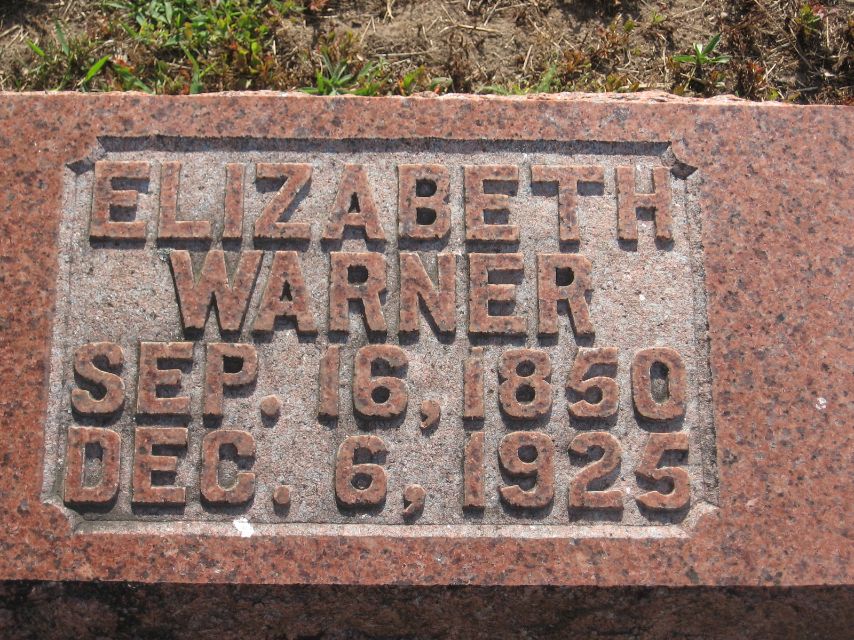 ELIZABETH
WARNER
SEP. 16, 1850
DEC. 6, 1925